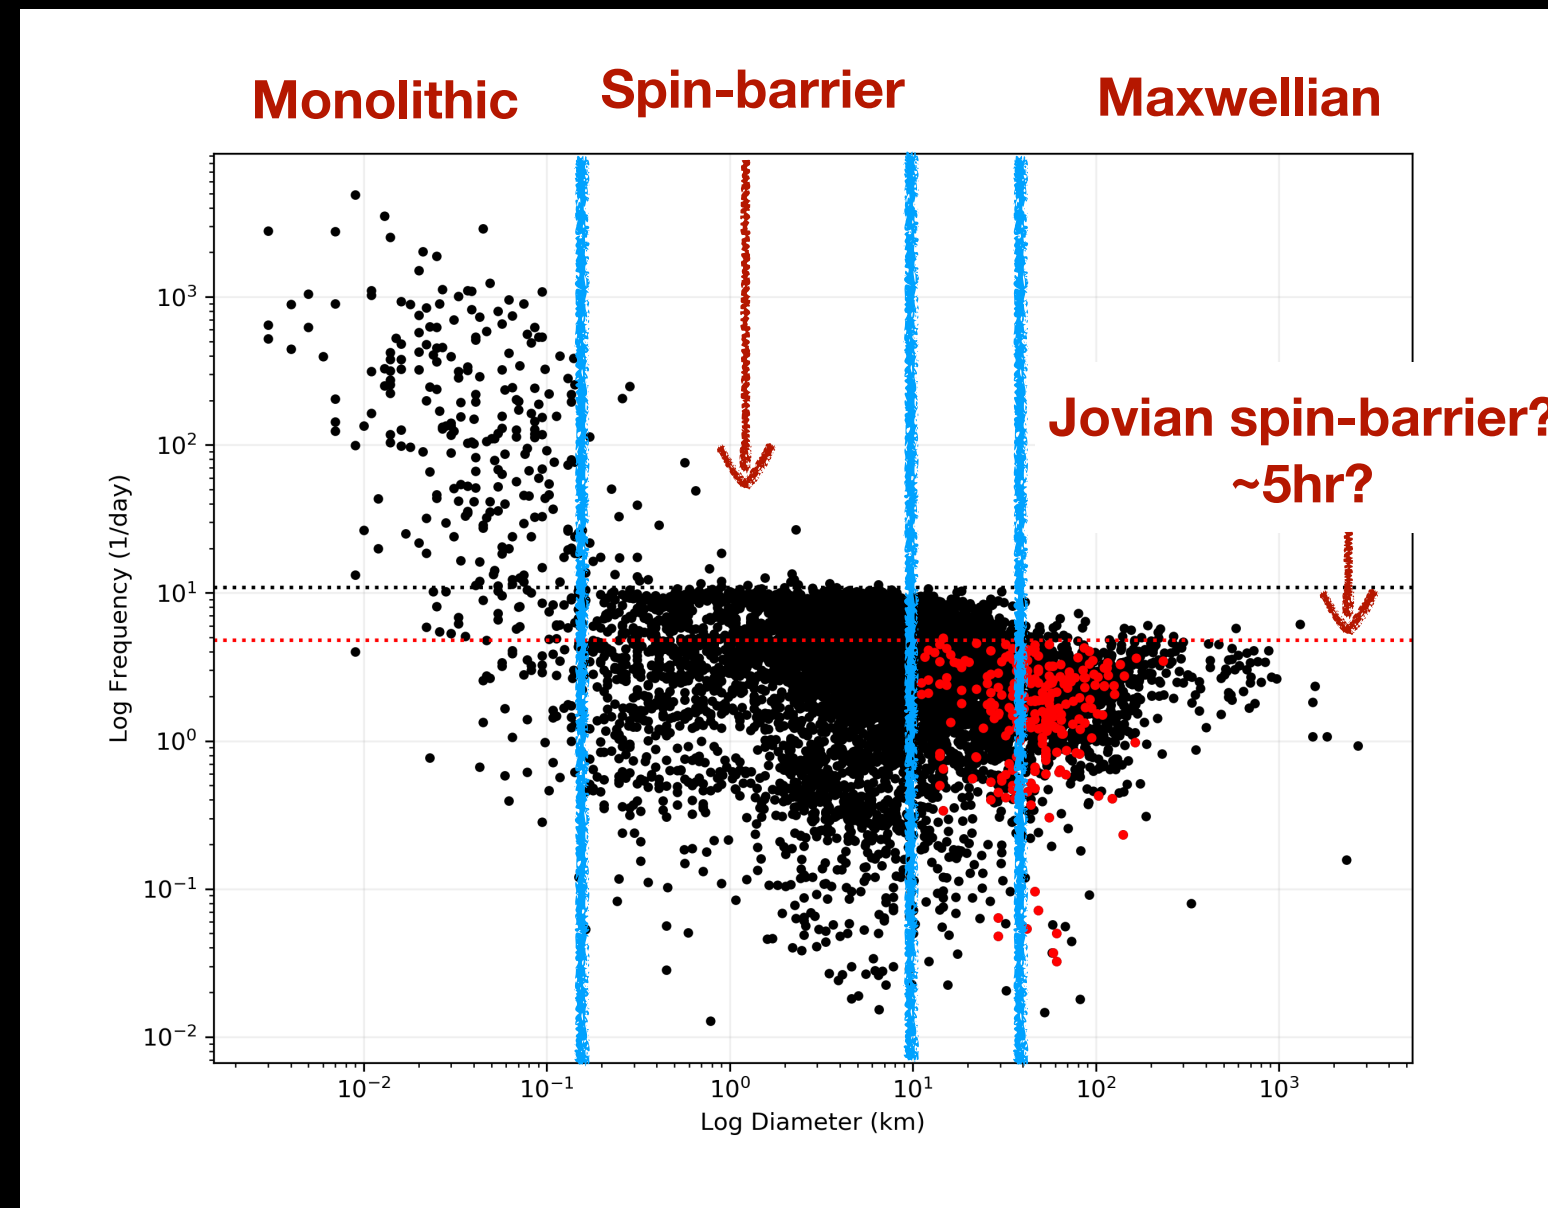 Monolithic
Spin-barrier
Maxwellian
Jovian spin-barrier?
~5hr?
Log Frequency (1/day)
10³
10²
10¹
10⁰
10⁻¹
10⁻²
10⁻² 10⁻¹ 10⁰ 10¹ 10² 10³
Log Diameter (km)